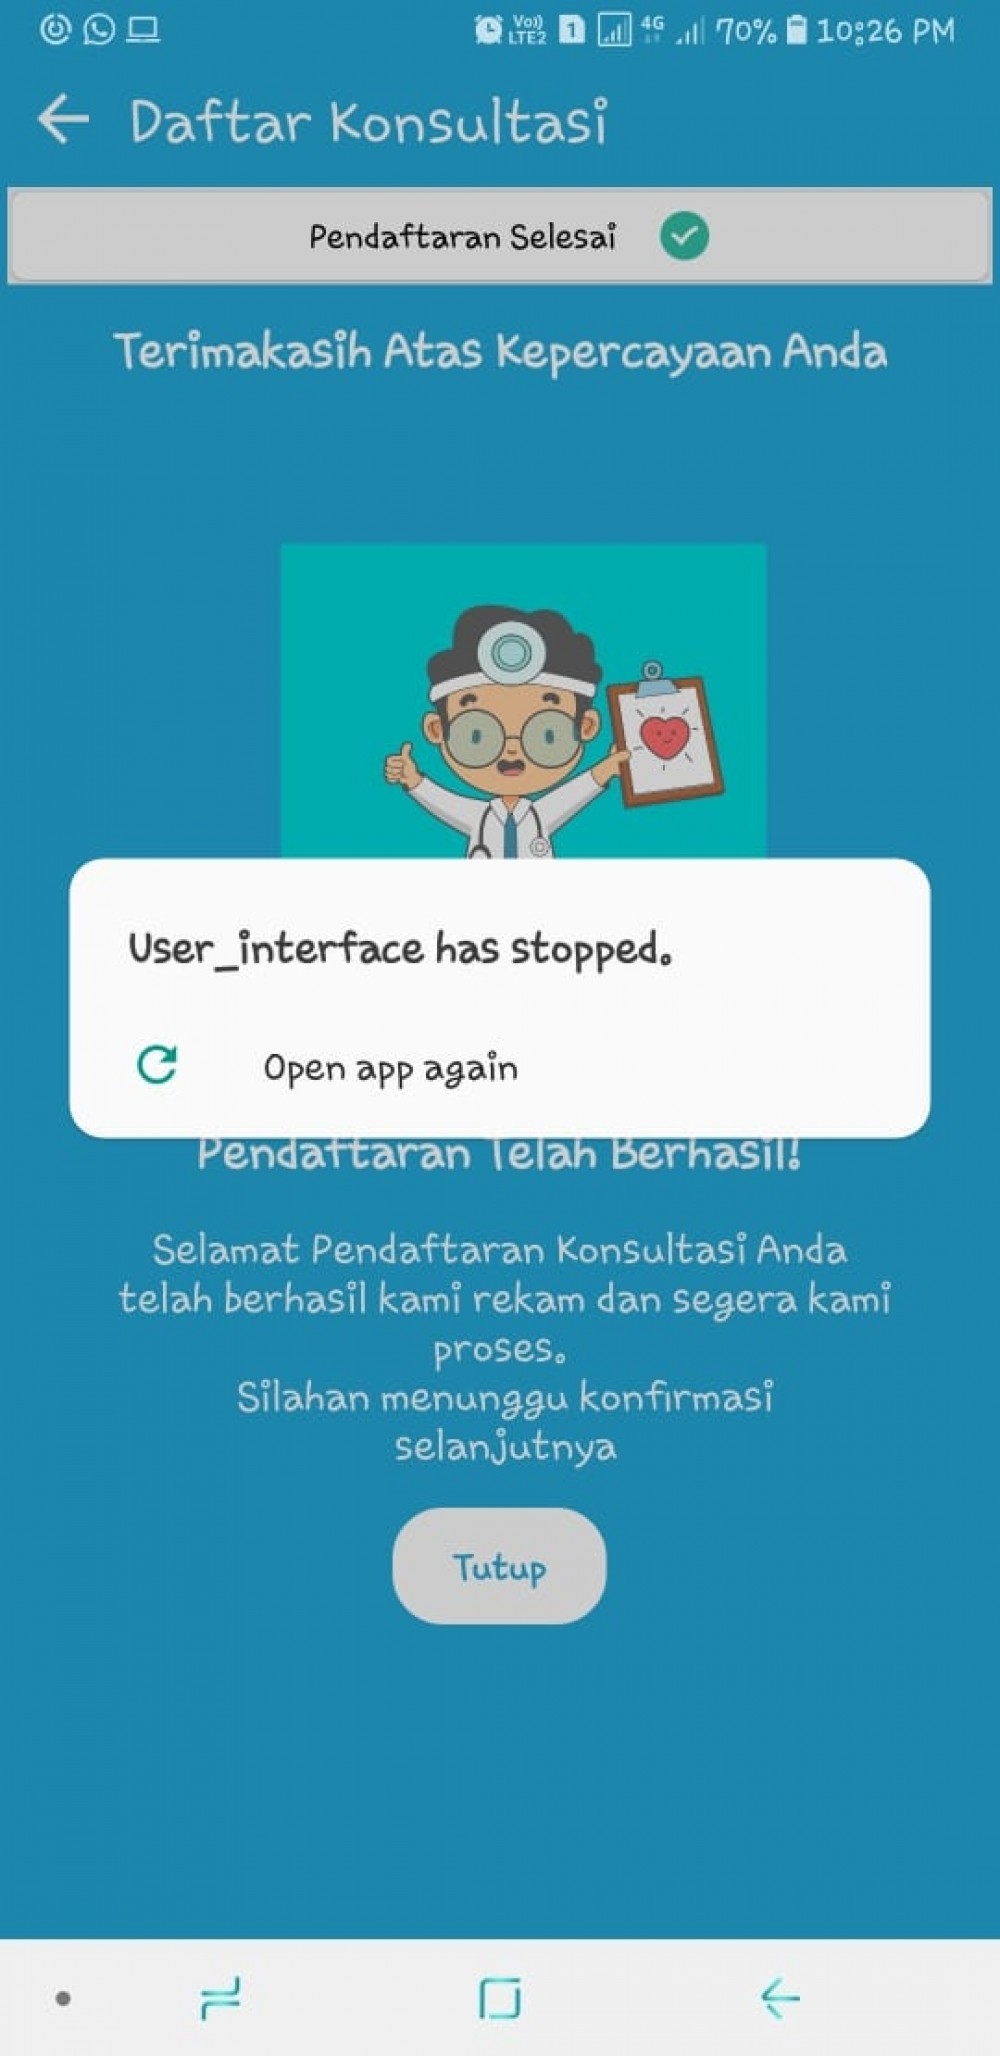 Vo))
LTE2
1
4G
70%
10:26 PM
Daftar Konsultasi
Pendaftaran Selesai
Terimakasih Atas Kepercayaan Anda
User_interface has stopped.
Open app again
Pendaftaran Telah Berhasil!
Selamat Pendaftaran Konsultasi Anda
telah berhasil kami rekam dan segera kami
proses.
Silahan menunggu konfirmasi
selanjutnya
Tutup